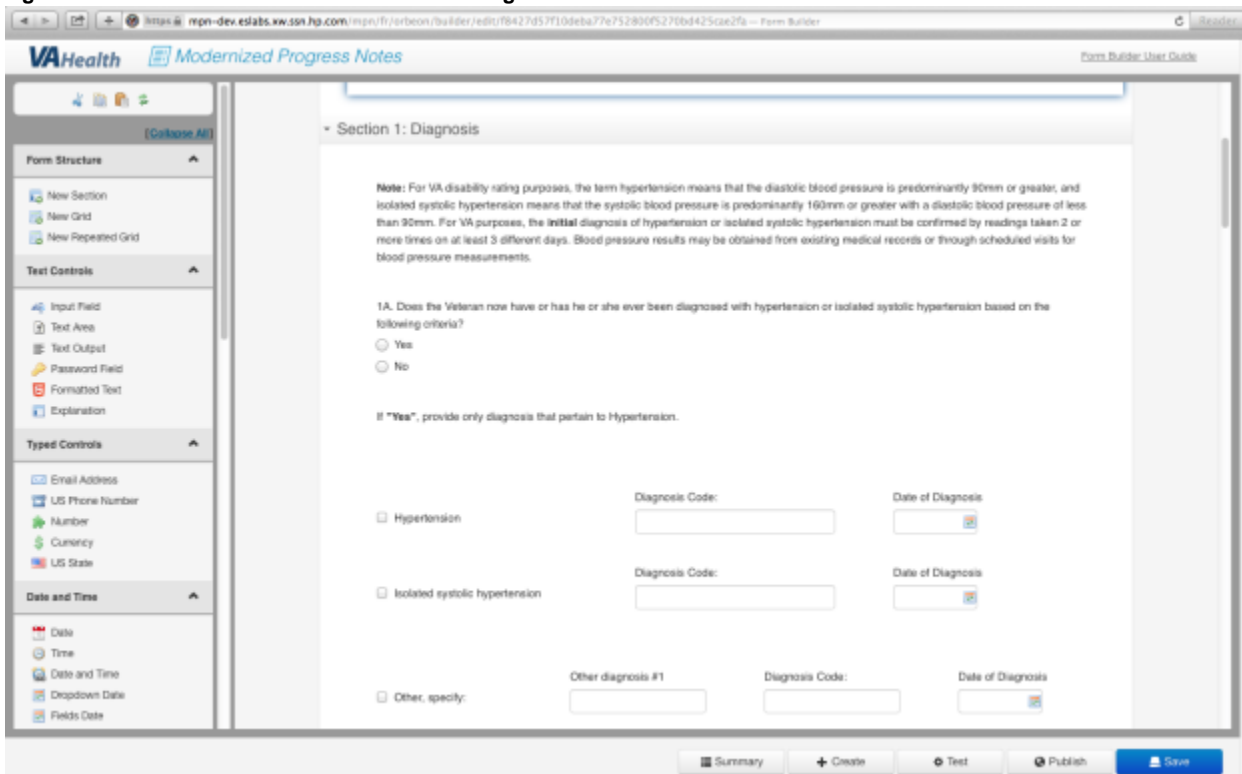 https mpn-dev.eslabs.xw.ssn.hp.com/mpn/fr/orbeon/builder/edit/f8427d57f10deba77e752800f5270bd425cae2fa — Form Builder
Reader
VAHealth Modernized Progress Notes
Form Builder User Guide
[Collapse All]
Form Structure
New Section
New Grid
New Repeated Grid
Text Controls
Input Field
Text Area
Text Output
Password Field
Formatted Text
Explanation
Typed Controls
Email Address
US Phone Number
Number
Currency
US State
Date and Time
Date
Time
Date and Time
Dropdown Date
Fields Date
Section 1: Diagnosis
Note: For VA disability rating purposes, the term hypertension means that the diastolic blood pressure is predominantly 90mm or greater, and
isolated systolic hypertension means that the systolic blood pressure is predominantly 160mm or greater with a diastolic blood pressure of less
than 90mm. For VA purposes, the initial diagnosis of hypertension or isolated systolic hypertension must be confirmed by readings taken 2 or
more times on at least 3 different days. Blood pressure results may be obtained from existing medical records or through scheduled visits for
blood pressure measurements.
1A. Does the Veteran now have or has he or she ever been diagnosed with hypertension or isolated systolic hypertension based on the
following criteria?
Yes
No
If "Yes", provide only diagnosis that pertain to Hypertension.
Diagnosis Code: Date of Diagnosis
Hypertension
Diagnosis Code: Date of Diagnosis
Isolated systolic hypertension
Other diagnosis #1 Diagnosis Code: Date of Diagnosis
Other, specify:
Summary Create Test Publish Save